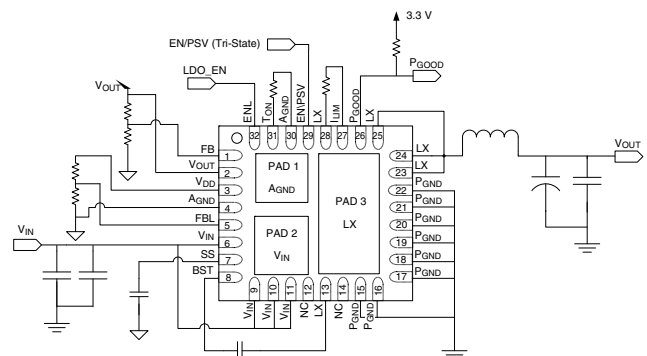 3.3 V
EN/PSV (Tri-State)
PGOOD
LDO_EN
VOUT
ENL
TON
AGND
EN\PSV
LX
ILIM
PGOOD
LX
32
31
30
29
28
27
26
25
FB
1
VOUT
2
VDD
3
AGND
4
FBL
5
VIN
VIN
6
SS
7
BST
8
PAD 1
AGND
PAD 2
VIN
PAD 3
LX
24
LX
23
LX
22
PGND
21
PGND
20
PGND
19
PGND
18
PGND
17
PGND
VOUT
9
10
11
12
13
14
15
16
VIN
VIN
VIN
NC
LX
NC
PGND
PGND